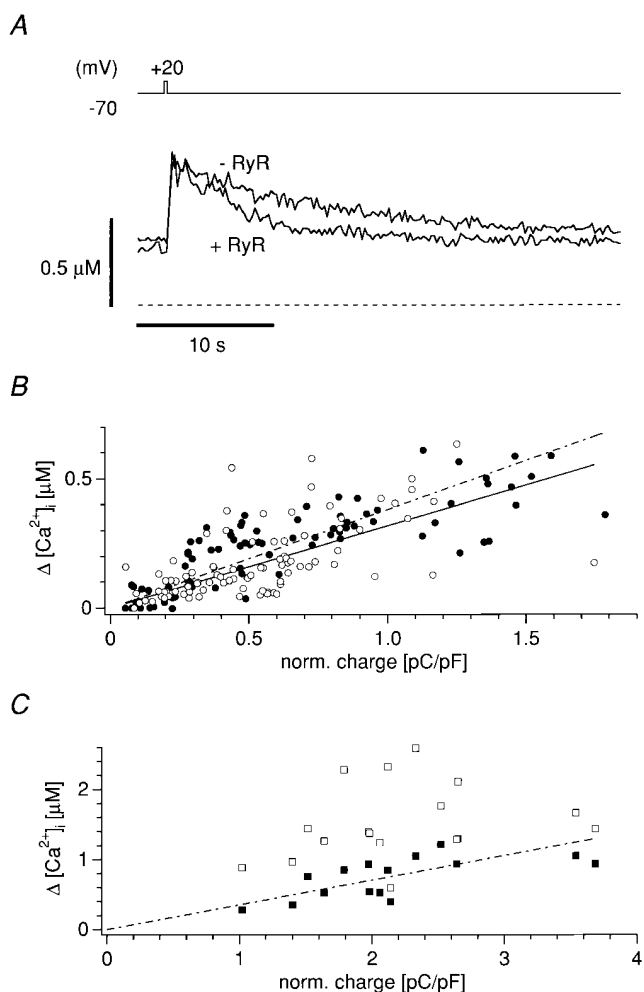 A
(mV) +20
-70
- RyR
+ RyR
0.5 µM
10 s
B
Δ [Ca²⁺]ᵢ [µM]
0.5
0
0 0.5 1.0 1.5
norm. charge [pC/pF]
C
Δ [Ca²⁺]ᵢ [µM]
2
1
0
0 1 2 3 4
norm. charge [pC/pF]